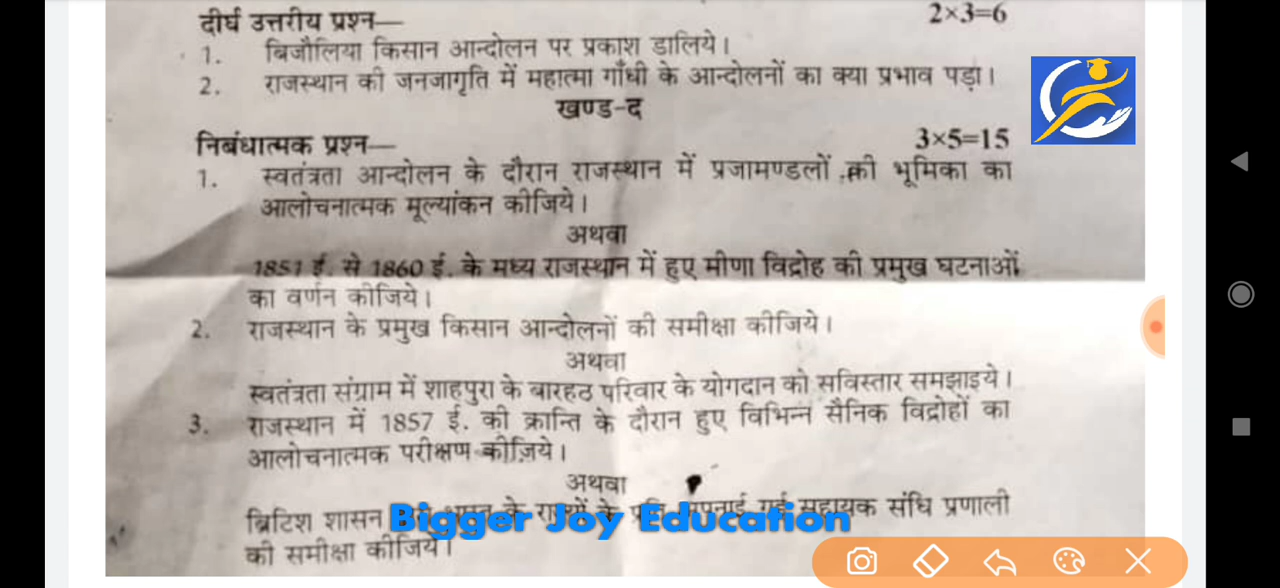 दीर्घ उत्तरीय प्रश्न— 2×3=6
1. बिजौलिया किसान आन्दोलन पर प्रकाश डालिये।
2. राजस्थान की जनजागृति में महात्मा गाँधी के आन्दोलनों का क्या प्रभाव पड़ा।
खण्ड-द
निबंधात्मक प्रश्न— 3×5=15
1. स्वतंत्रता आन्दोलन के दौरान राजस्थान में प्रजामण्डलों की भूमिका का
आलोचनात्मक मूल्यांकन कीजिये।
अथवा
1851 ई. से 1860 ई. के मध्य राजस्थान में हुए मीणा विद्रोह की प्रमुख घटनाओं
का वर्णन कीजिये।
2. राजस्थान के प्रमुख किसान आन्दोलनों की समीक्षा कीजिये।
अथवा
स्वतंत्रता संग्राम में शाहपुरा के बारहठ परिवार के योगदान को सविस्तार समझाइये।
3. राजस्थान में 1857 ई. की क्रान्ति के दौरान हुए विभिन्न सैनिक विद्रोहों का
आलोचनात्मक परीक्षण कीजिये।
अथवा
ब्रिटिश शासन के के प्रति अपनाई गई सहायक संधि प्रणाली
Bigger Joy Education
की समीक्षा कीजिये।